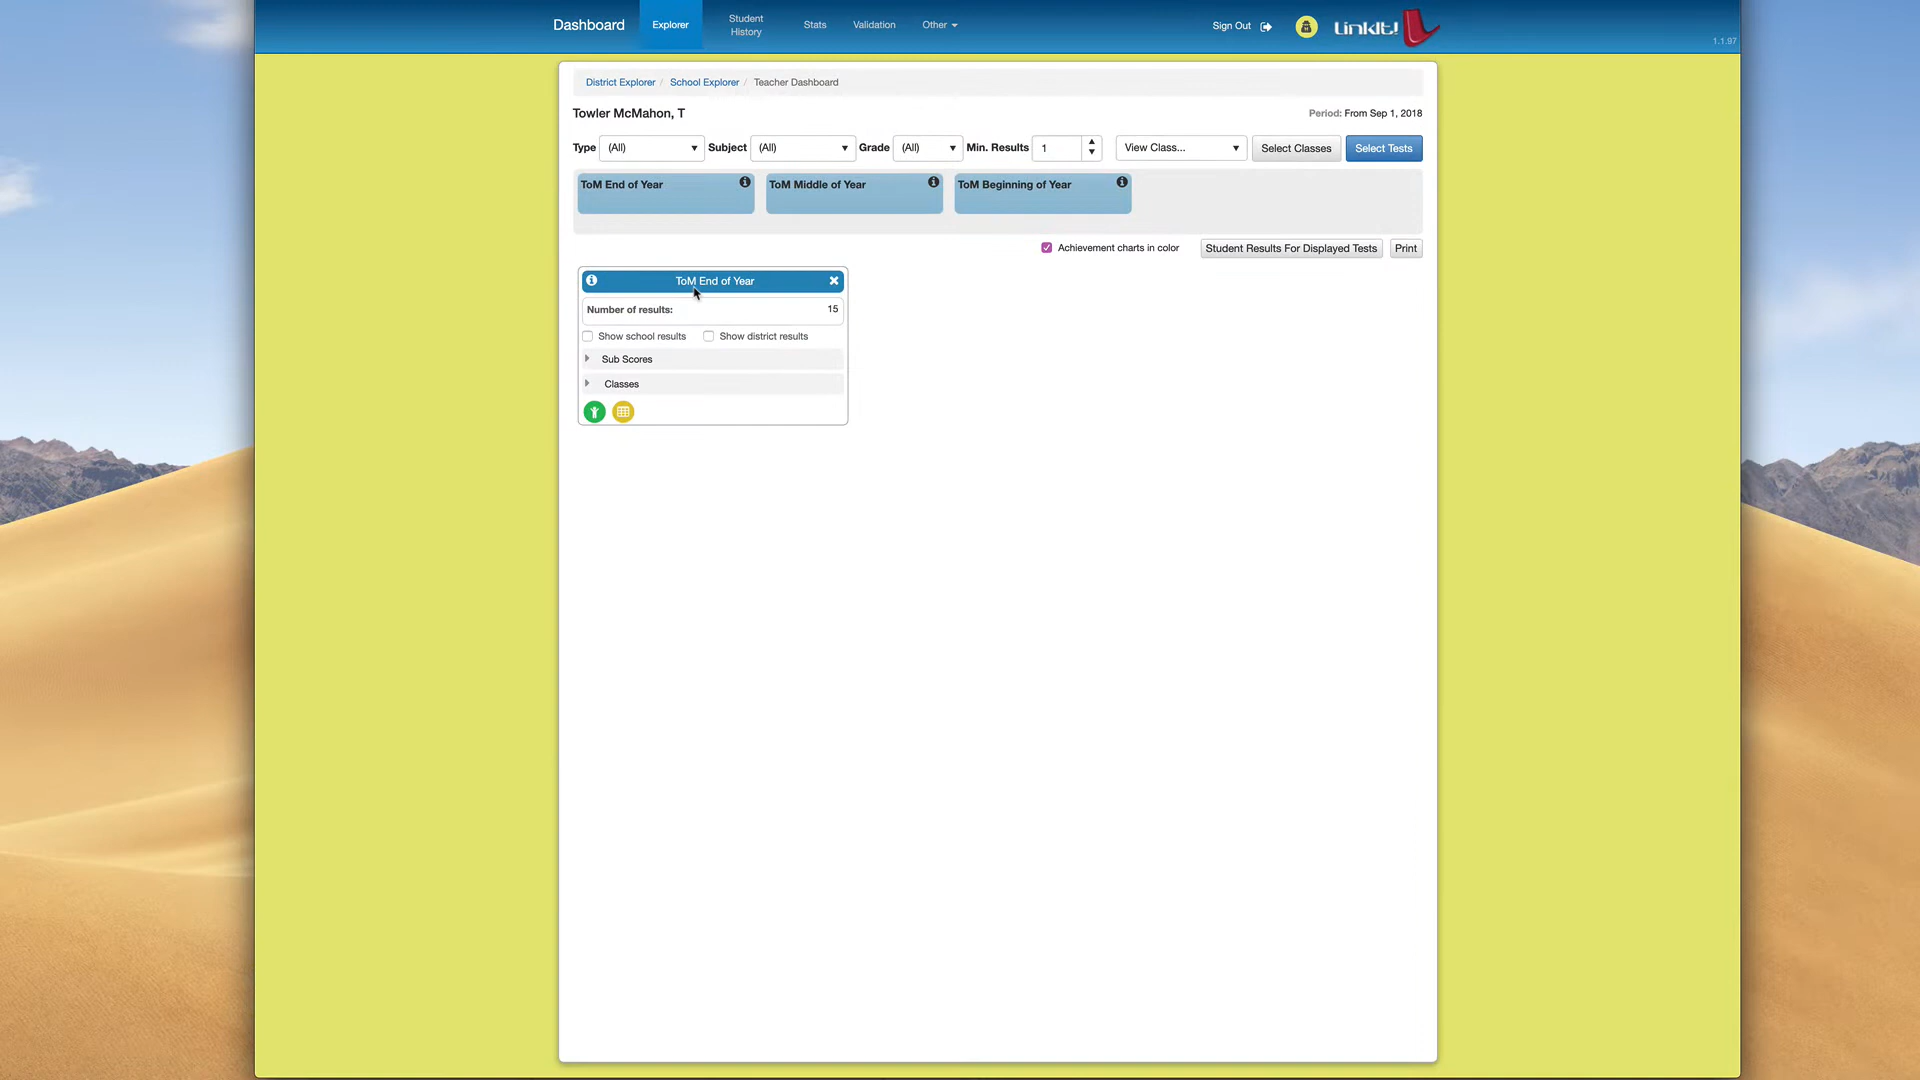 Dashboard Explorer Student History Stats Validation Other Sign Out LinkIt! 1.1.97
District Explorer / School Explorer / Teacher Dashboard
Towler McMahon, T Period: From Sep 1, 2018
Type (All) Subject (All) Grade (All) Min. Results 1 View Class... Select Classes Select Tests
ToM End of Year ToM Middle of Year ToM Beginning of Year
Achievement charts in color Student Results For Displayed Tests Print
ToM End of Year
Number of results: 15
Show school results Show district results
Sub Scores
Classes